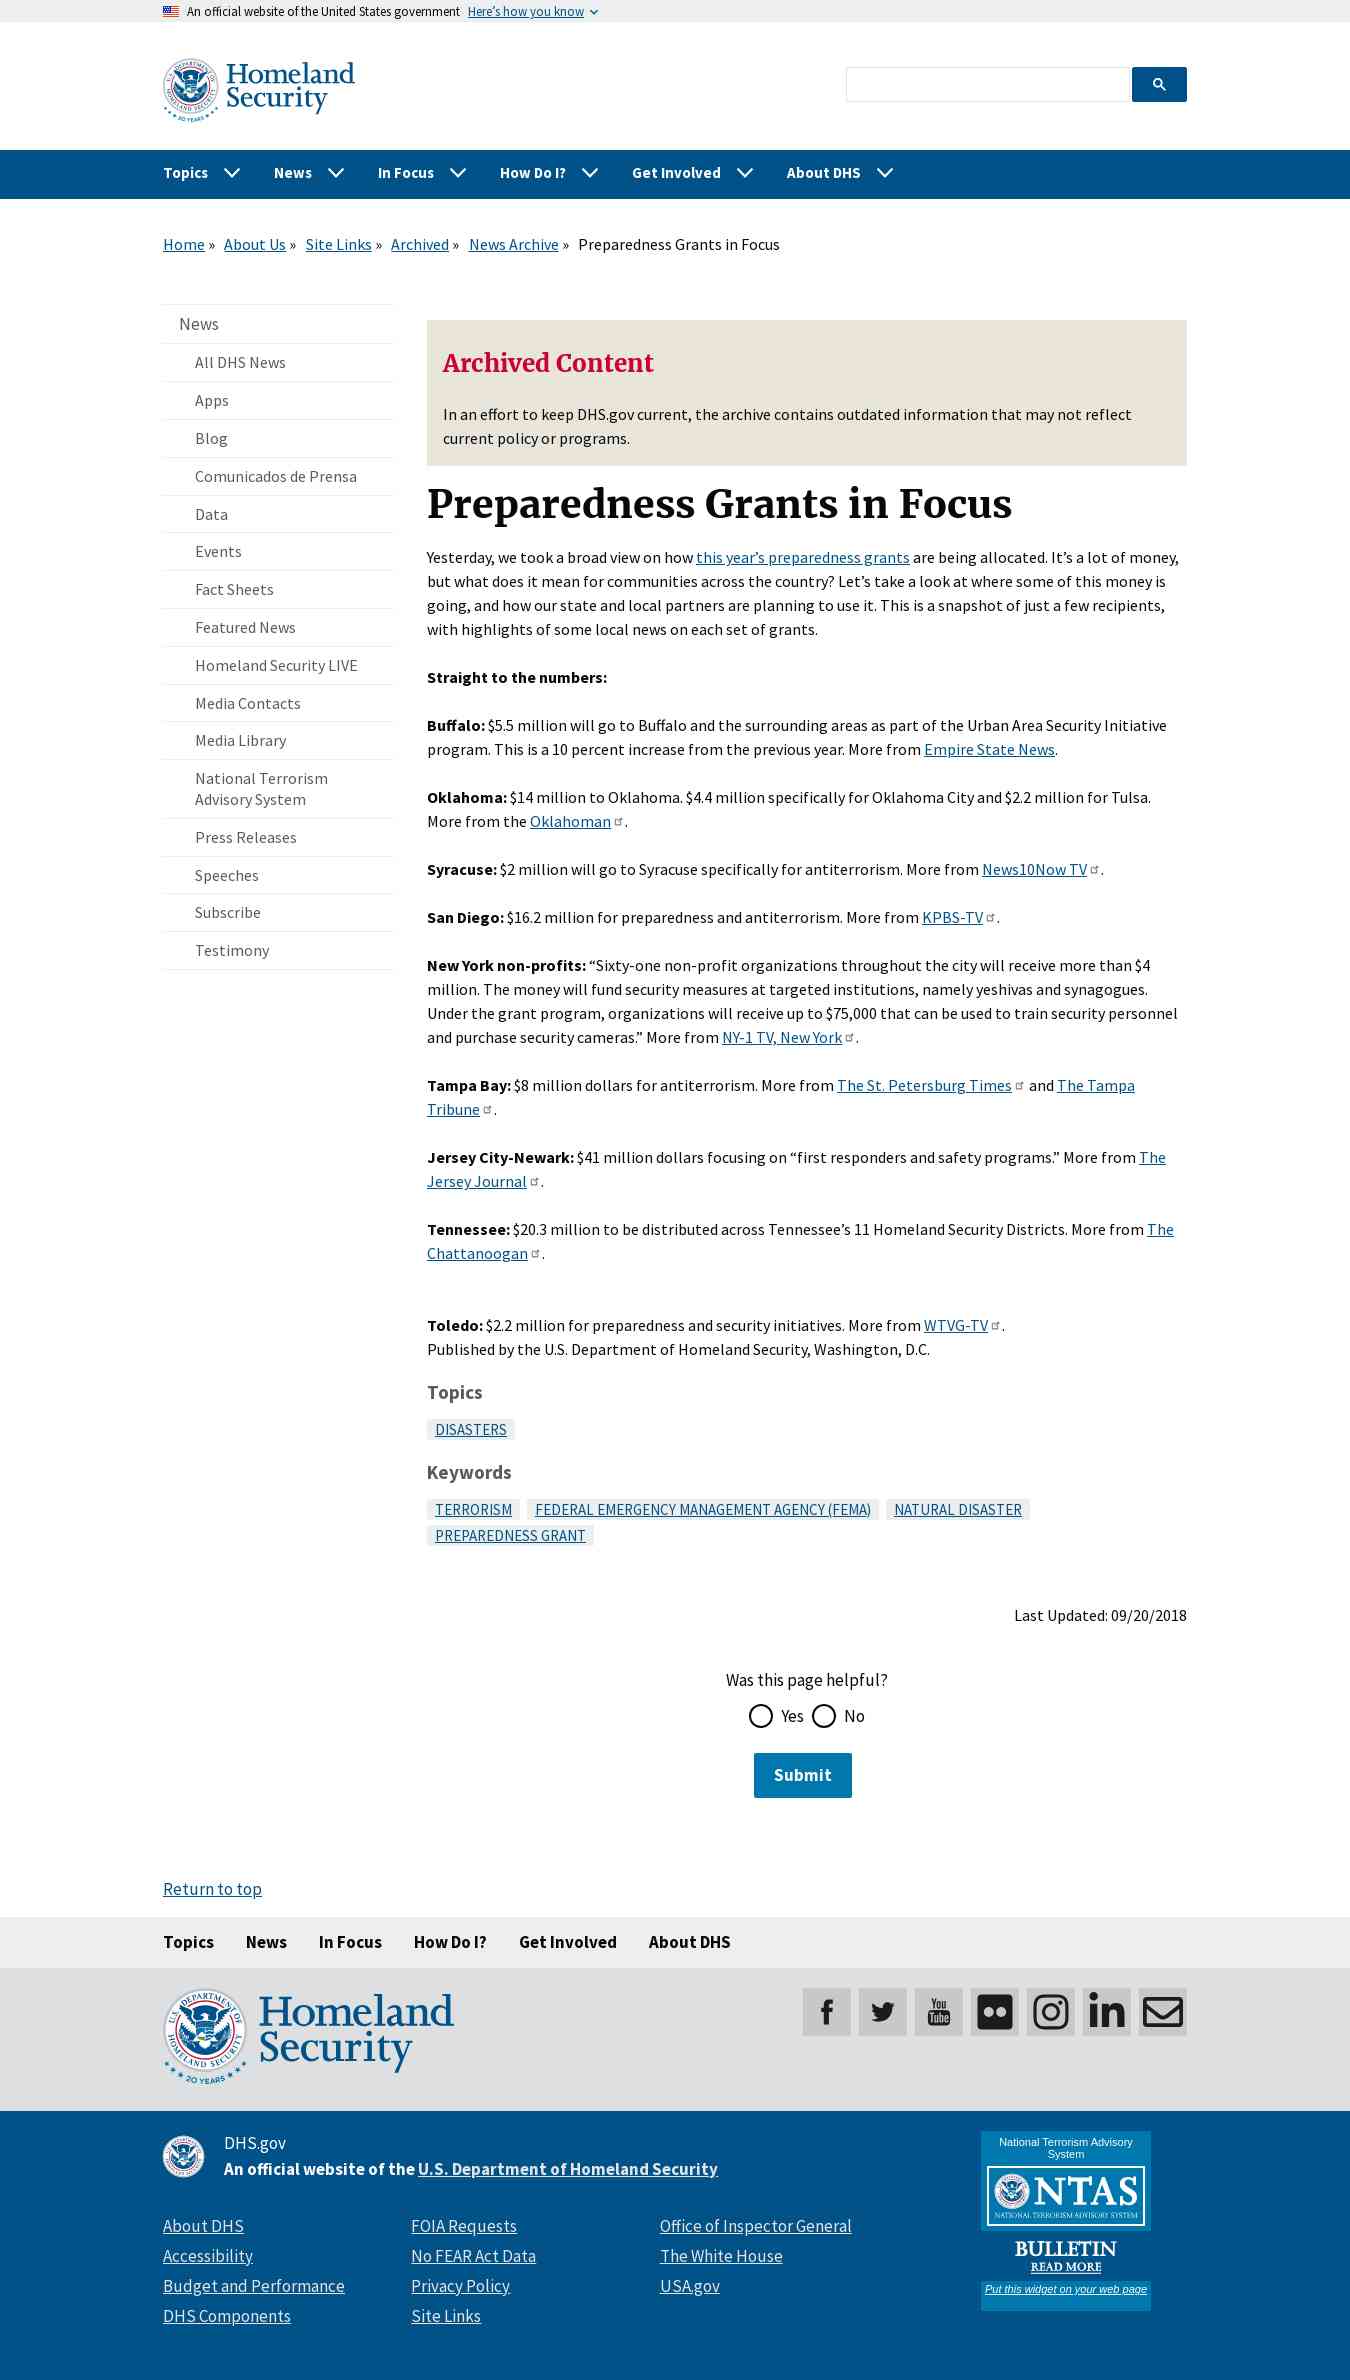 An official website of the United States government Here's how you know
Homeland
Security
U.S. DEPARTMENT OF
HOMELAND SECURITY
20 YEARS
Topics News In Focus How Do I? Get Involved About DHS
Home » About Us » Site Links » Archived » News Archive » Preparedness Grants in Focus
News
All DHS News
Apps
Blog
Comunicados de Prensa
Data
Events
Fact Sheets
Featured News
Homeland Security LIVE
Media Contacts
Media Library
National Terrorism
Advisory System
Press Releases
Speeches
Subscribe
Testimony
Archived Content
In an effort to keep DHS.gov current, the archive contains outdated information that may not reflect
current policy or programs.
Preparedness Grants in Focus
Yesterday, we took a broad view on how this year’s preparedness grants are being allocated. It’s a lot of money,
but what does it mean for communities across the country? Let’s take a look at where some of this money is
going, and how our state and local partners are planning to use it. This is a snapshot of just a few recipients,
with highlights of some local news on each set of grants.
Straight to the numbers:
Buffalo: $5.5 million will go to Buffalo and the surrounding areas as part of the Urban Area Security Initiative
program. This is a 10 percent increase from the previous year. More from Empire State News.
Oklahoma: $14 million to Oklahoma. $4.4 million specifically for Oklahoma City and $2.2 million for Tulsa.
More from the Oklahoman.
Syracuse: $2 million will go to Syracuse specifically for antiterrorism. More from News10Now TV.
San Diego: $16.2 million for preparedness and antiterrorism. More from KPBS-TV.
New York non-profits: “Sixty-one non-profit organizations throughout the city will receive more than $4
million. The money will fund security measures at targeted institutions, namely yeshivas and synagogues.
Under the grant program, organizations will receive up to $75,000 that can be used to train security personnel
and purchase security cameras.” More from NY-1 TV, New York.
Tampa Bay: $8 million dollars for antiterrorism. More from The St. Petersburg Times and The Tampa
Tribune.
Jersey City-Newark: $41 million dollars focusing on “first responders and safety programs.” More from The
Jersey Journal.
Tennessee: $20.3 million to be distributed across Tennessee’s 11 Homeland Security Districts. More from The
Chattanoogan.
Toledo: $2.2 million for preparedness and security initiatives. More from WTVG-TV.
Published by the U.S. Department of Homeland Security, Washington, D.C.
Topics
DISASTERS
Keywords
TERRORISM FEDERAL EMERGENCY MANAGEMENT AGENCY (FEMA) NATURAL DISASTER
PREPAREDNESS GRANT
Last Updated: 09/20/2018
Was this page helpful?
Yes No
Submit
Return to top
Topics News In Focus How Do I? Get Involved About DHS
U.S. DEPARTMENT OF
HOMELAND SECURITY
20 YEARS
Homeland
Security
You
Tube
DHS.gov
An official website of the U.S. Department of Homeland Security
About DHS
Accessibility
Budget and Performance
DHS Components
FOIA Requests
No FEAR Act Data
Privacy Policy
Site Links
Office of Inspector General
The White House
USA.gov
National Terrorism Advisory
System
NTAS
NATIONAL TERRORISM ADVISORY SYSTEM
BULLETIN
READ MORE
Put this widget on your web page